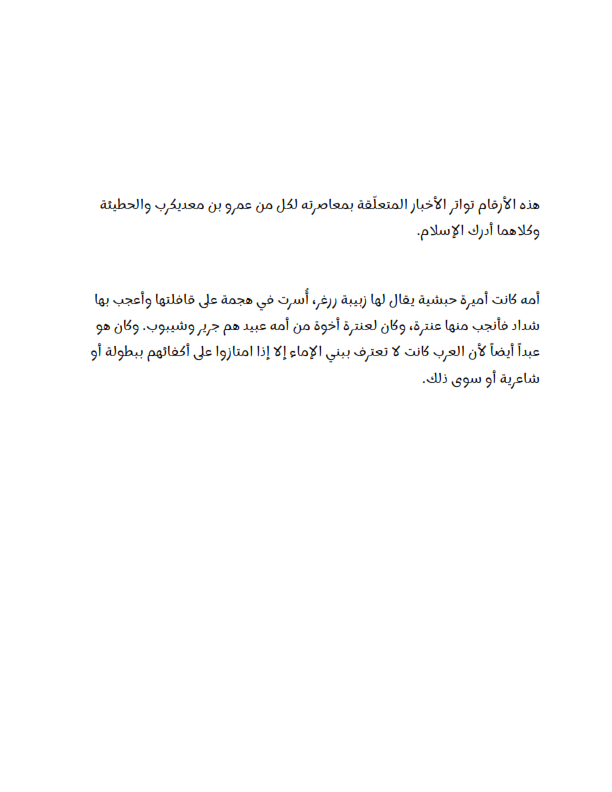 هذه الأرقام تواتر الأخبار المتعلّقة بمعاصرته لكل من عمرو بن معديكرب والحطيئة
وكلاهما أدرك الإسلام.
أمه كانت أميرة حبشية يقال لها زبيبة ررغر، أُسرت في هجمة على قافلتها وأعجب بها
شداد فأنجب منها عنترة، وكان لعنترة أخوة من أمه عبيد هم جرير وشيبوب. وكان هو
عبداً أيضاً لأن العرب كانت لا تعترف ببني الإماء إلا إذا امتازوا على أكفائهم ببطولة أو
شاعرية أو سوى ذلك.